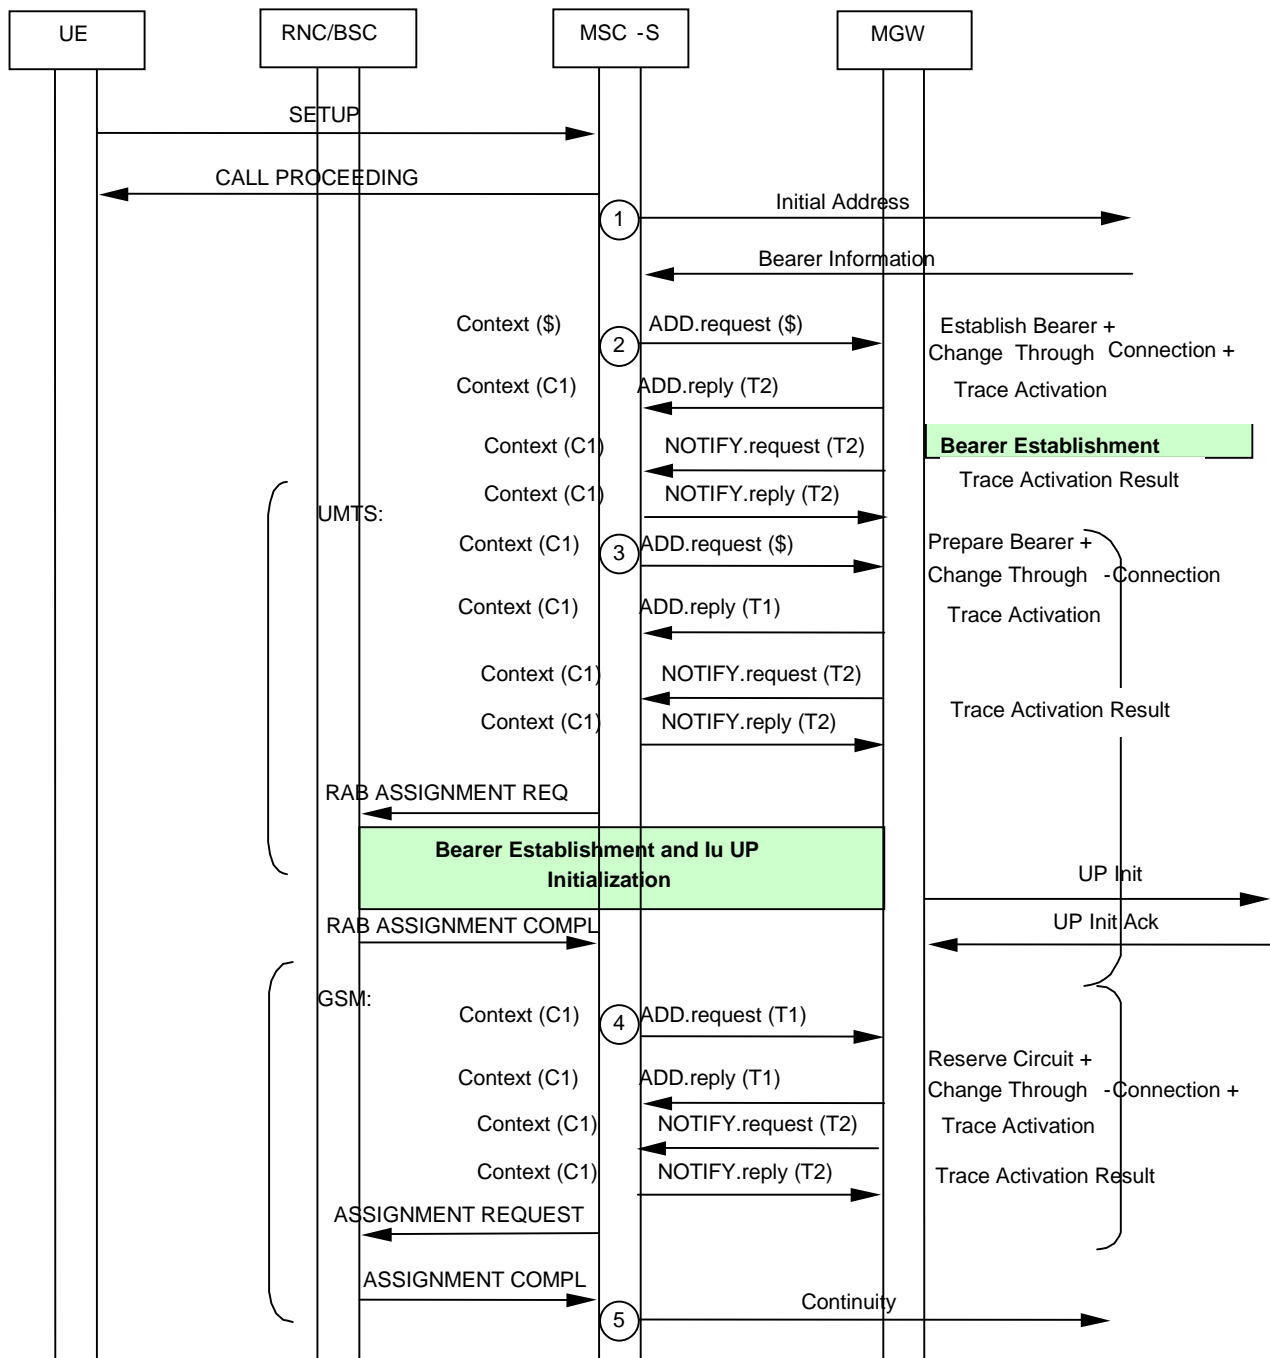 UE RNC/BSC MSC -S MGW
SETUP
CALL PROCEEDING
1 Initial Address
Bearer Information
Context ($) 2 ADD.request ($) Establish Bearer +
Change Through Connection +
Context (C1) ADD.reply (T2) Trace Activation
Context (C1) NOTIFY.request (T2) Bearer Establishment
Trace Activation Result
Context (C1) NOTIFY.reply (T2)
UMTS:
Context (C1) 3 ADD.request ($) Prepare Bearer +
Change Through -Connection
Context (C1) ADD.reply (T1) Trace Activation
Context (C1) NOTIFY.request (T2)
Trace Activation Result
Context (C1) NOTIFY.reply (T2)
RAB ASSIGNMENT REQ
Bearer Establishment and Iu UP
Initialization
UP Init
RAB ASSIGNMENT COMPL UP Init Ack
GSM:
Context (C1) 4 ADD.request (T1)
Reserve Circuit +
Context (C1) ADD.reply (T1) Change Through -Connection +
Context (C1) NOTIFY.request (T2) Trace Activation
Context (C1) NOTIFY.reply (T2) Trace Activation Result
ASSIGNMENT REQUEST
ASSIGNMENT COMPL
5 Continuity